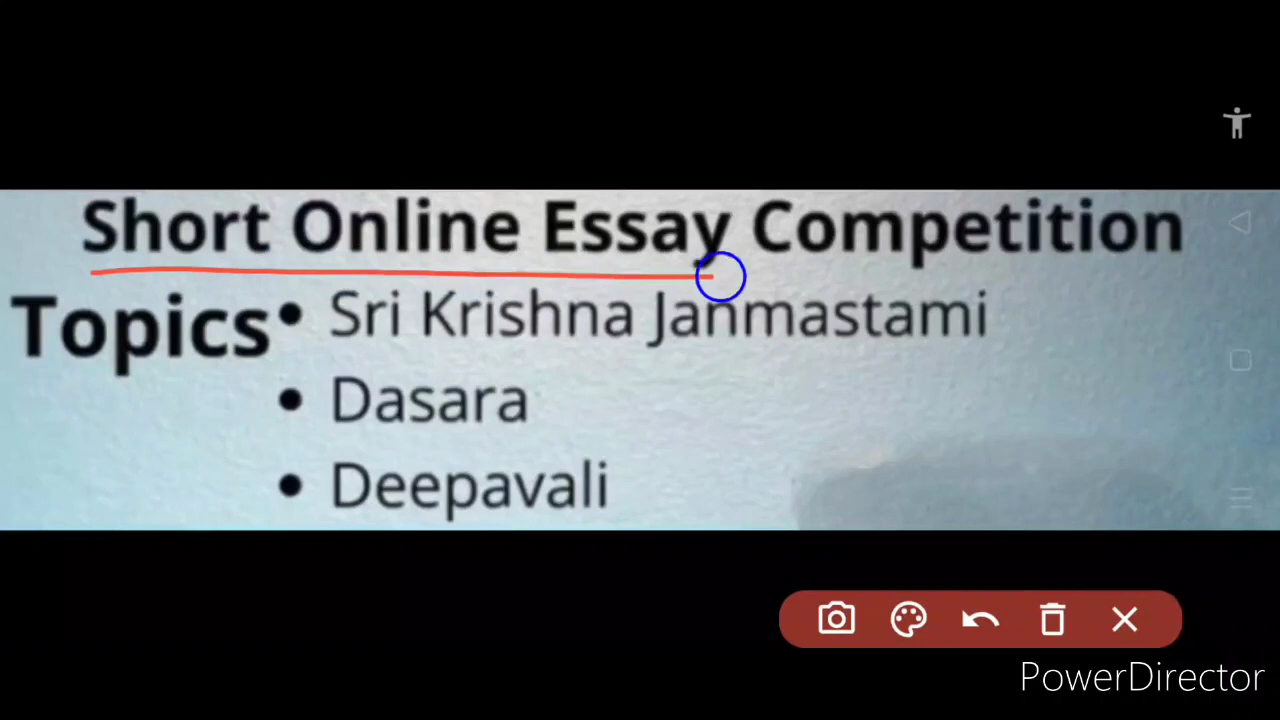 Short Online Essay Competition
Topics • Sri Krishna Janmastami
• Dasara
• Deepavali
PowerDirector